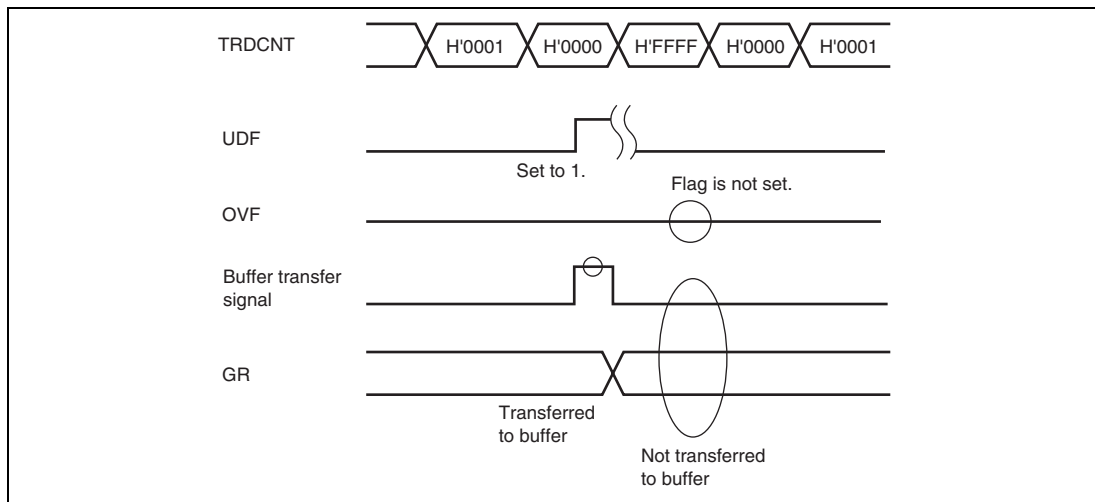 TRDCNT
H'0001 H'0000 H'FFFF H'0000 H'0001
UDF
Set to 1.
Flag is not set.
OVF
Buffer transfer
signal
GR
Transferred
to buffer
Not transferred
to buffer